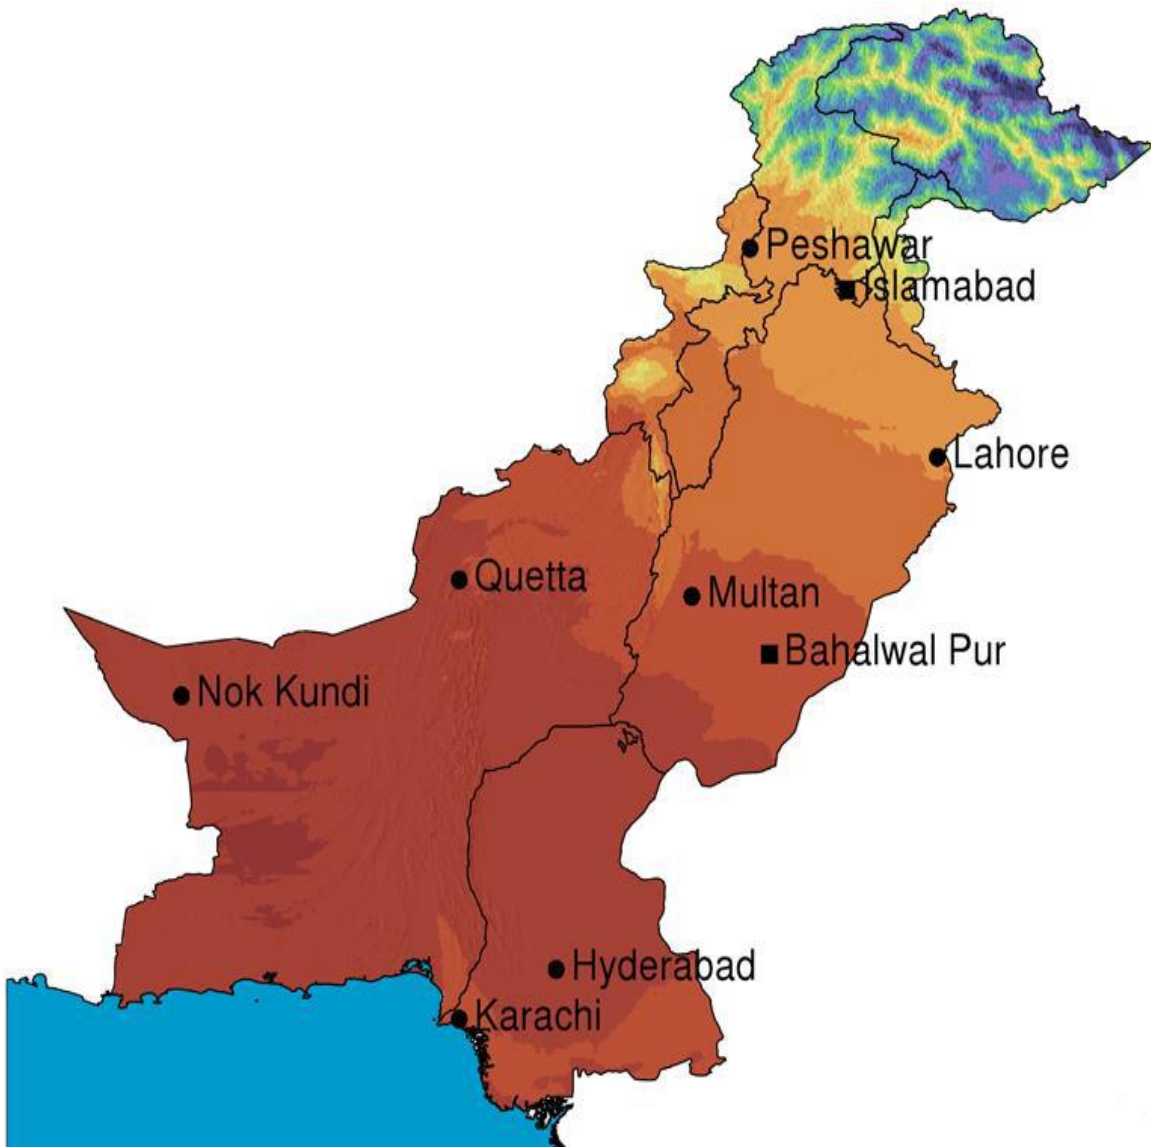 Peshawar
Islamabad
Lahore
Quetta
Multan
Bahalwal Pur
Nok Kundi
Hyderabad
Karachi